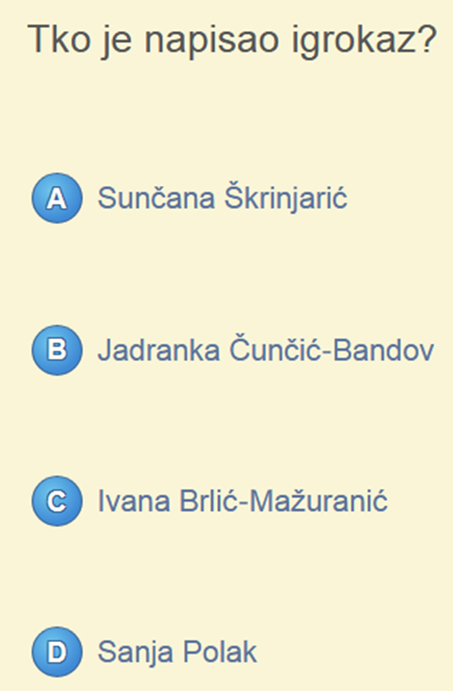 Tko je napisao igrokaz?
A Sunčana Škrinjarić
B Jadranka Čunčić-Bandov
C Ivana Brlić-Mažuranić
D Sanja Polak